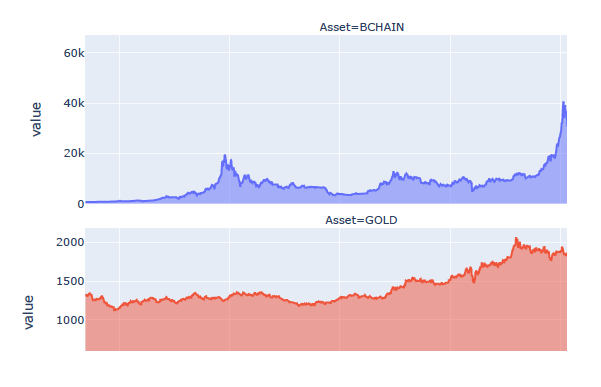 Asset=BCHAIN
60k
40k
20k
0
value
Asset=GOLD
2000
1500
1000
value